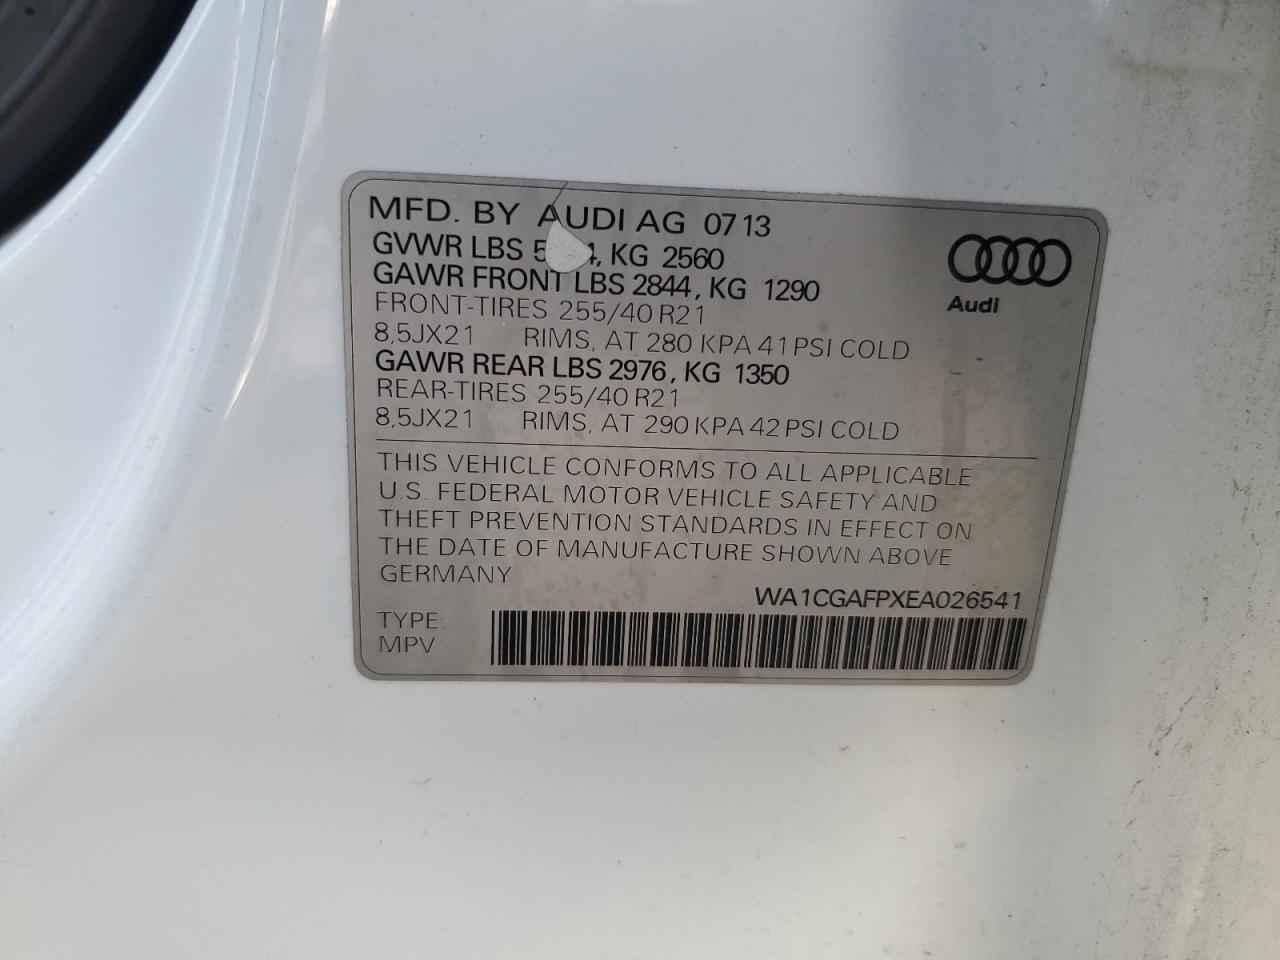 MFD. BY AUDI AG 0713
GVWR LBS , KG 2560
GAWR FRONT LBS 2844, KG 1290
FRONT-TIRES 255/40 R21
8,5JX21 RIMS, AT 280 KPA 41 PSI COLD
GAWR REAR LBS 2976, KG 1350
REAR-TIRES 255/40 R21
8,5JX21 RIMS, AT 290 KPA 42 PSI COLD
Audi
THIS VEHICLE CONFORMS TO ALL APPLICABLE
U.S. FEDERAL MOTOR VEHICLE SAFETY AND
THEFT PREVENTION STANDARDS IN EFFECT ON
THE DATE OF MANUFACTURE SHOWN ABOVE
GERMANY
WA1CGAFPXEA026541
TYPE:
MPV